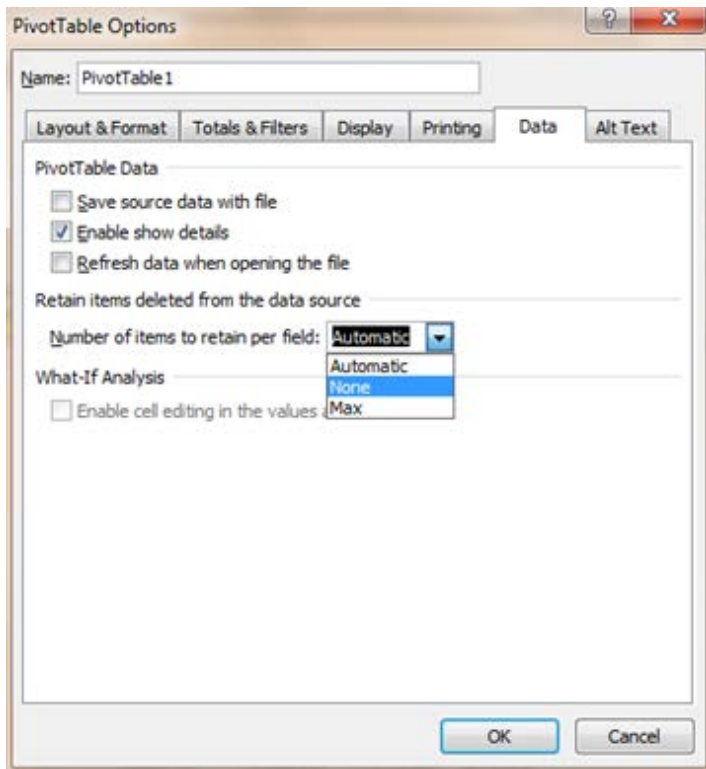 PivotTable Options
Name: PivotTable1
Layout & Format Totals & Filters Display Printing Data Alt Text
PivotTable Data
Save source data with file
Enable show details
Refresh data when opening the file
Retain items deleted from the data source
Number of items to retain per field: Automatic
Automatic
None
Max
What-If Analysis
Enable cell editing in the values
OK Cancel